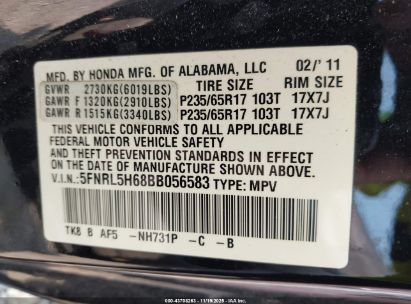 MFD. BY HONDA MFG. OF ALABAMA, LLC 02/'11
GVWR 2730KG(6019LBS) TIRE SIZE RIM SIZE
GAWR F 1320KG(2910LBS) P235/65R17 103T 17X7J
GAWR R 1515KG(3340LBS) P235/65R17 103T 17X7J
THIS VEHICLE CONFORMS TO ALL APPLICABLE
FEDERAL MOTOR VEHICLE SAFETY
AND THEFT PREVENTION STANDARDS IN EFFECT
ON THE DATE OF MANUFACTURE SHOWN ABOVE.
V.I.N.:5FNRL5H68BB056583 TYPE: MPV
TK8 B AF5 -NH731P -C -B